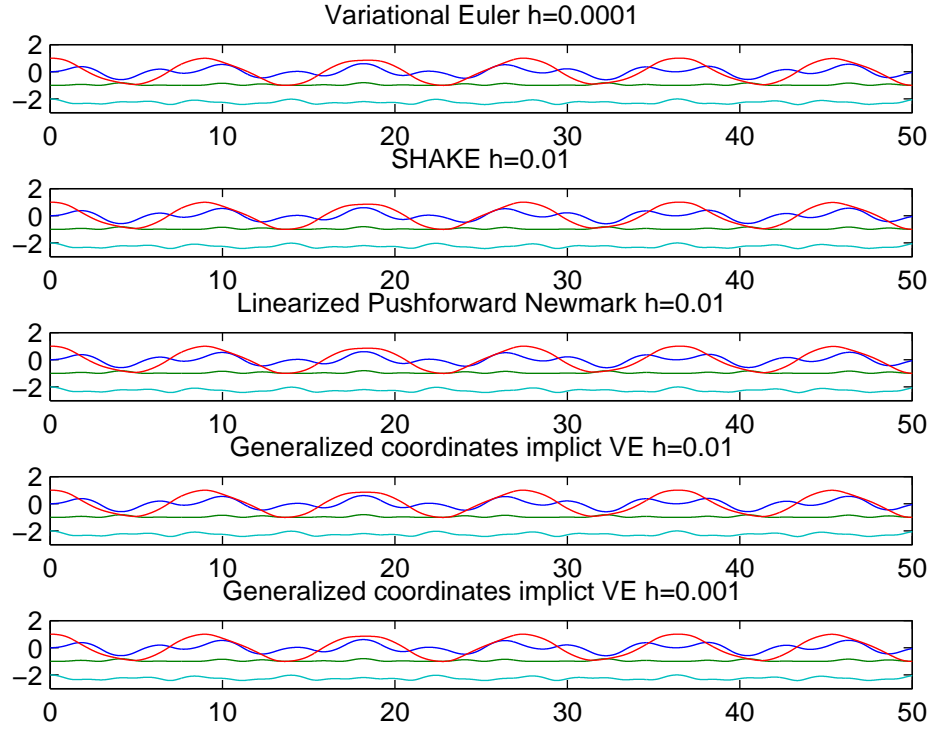 Variational Euler h=0.0001
2
0
−2
0 10 20 30 40 50
SHAKE h=0.01
2
0
−2
0 10 20 30 40 50
Linearized Pushforward Newmark h=0.01
2
0
−2
0 10 20 30 40 50
Generalized coordinates implict VE h=0.01
2
0
−2
0 10 20 30 40 50
Generalized coordinates implict VE h=0.001
2
0
−2
0 10 20 30 40 50